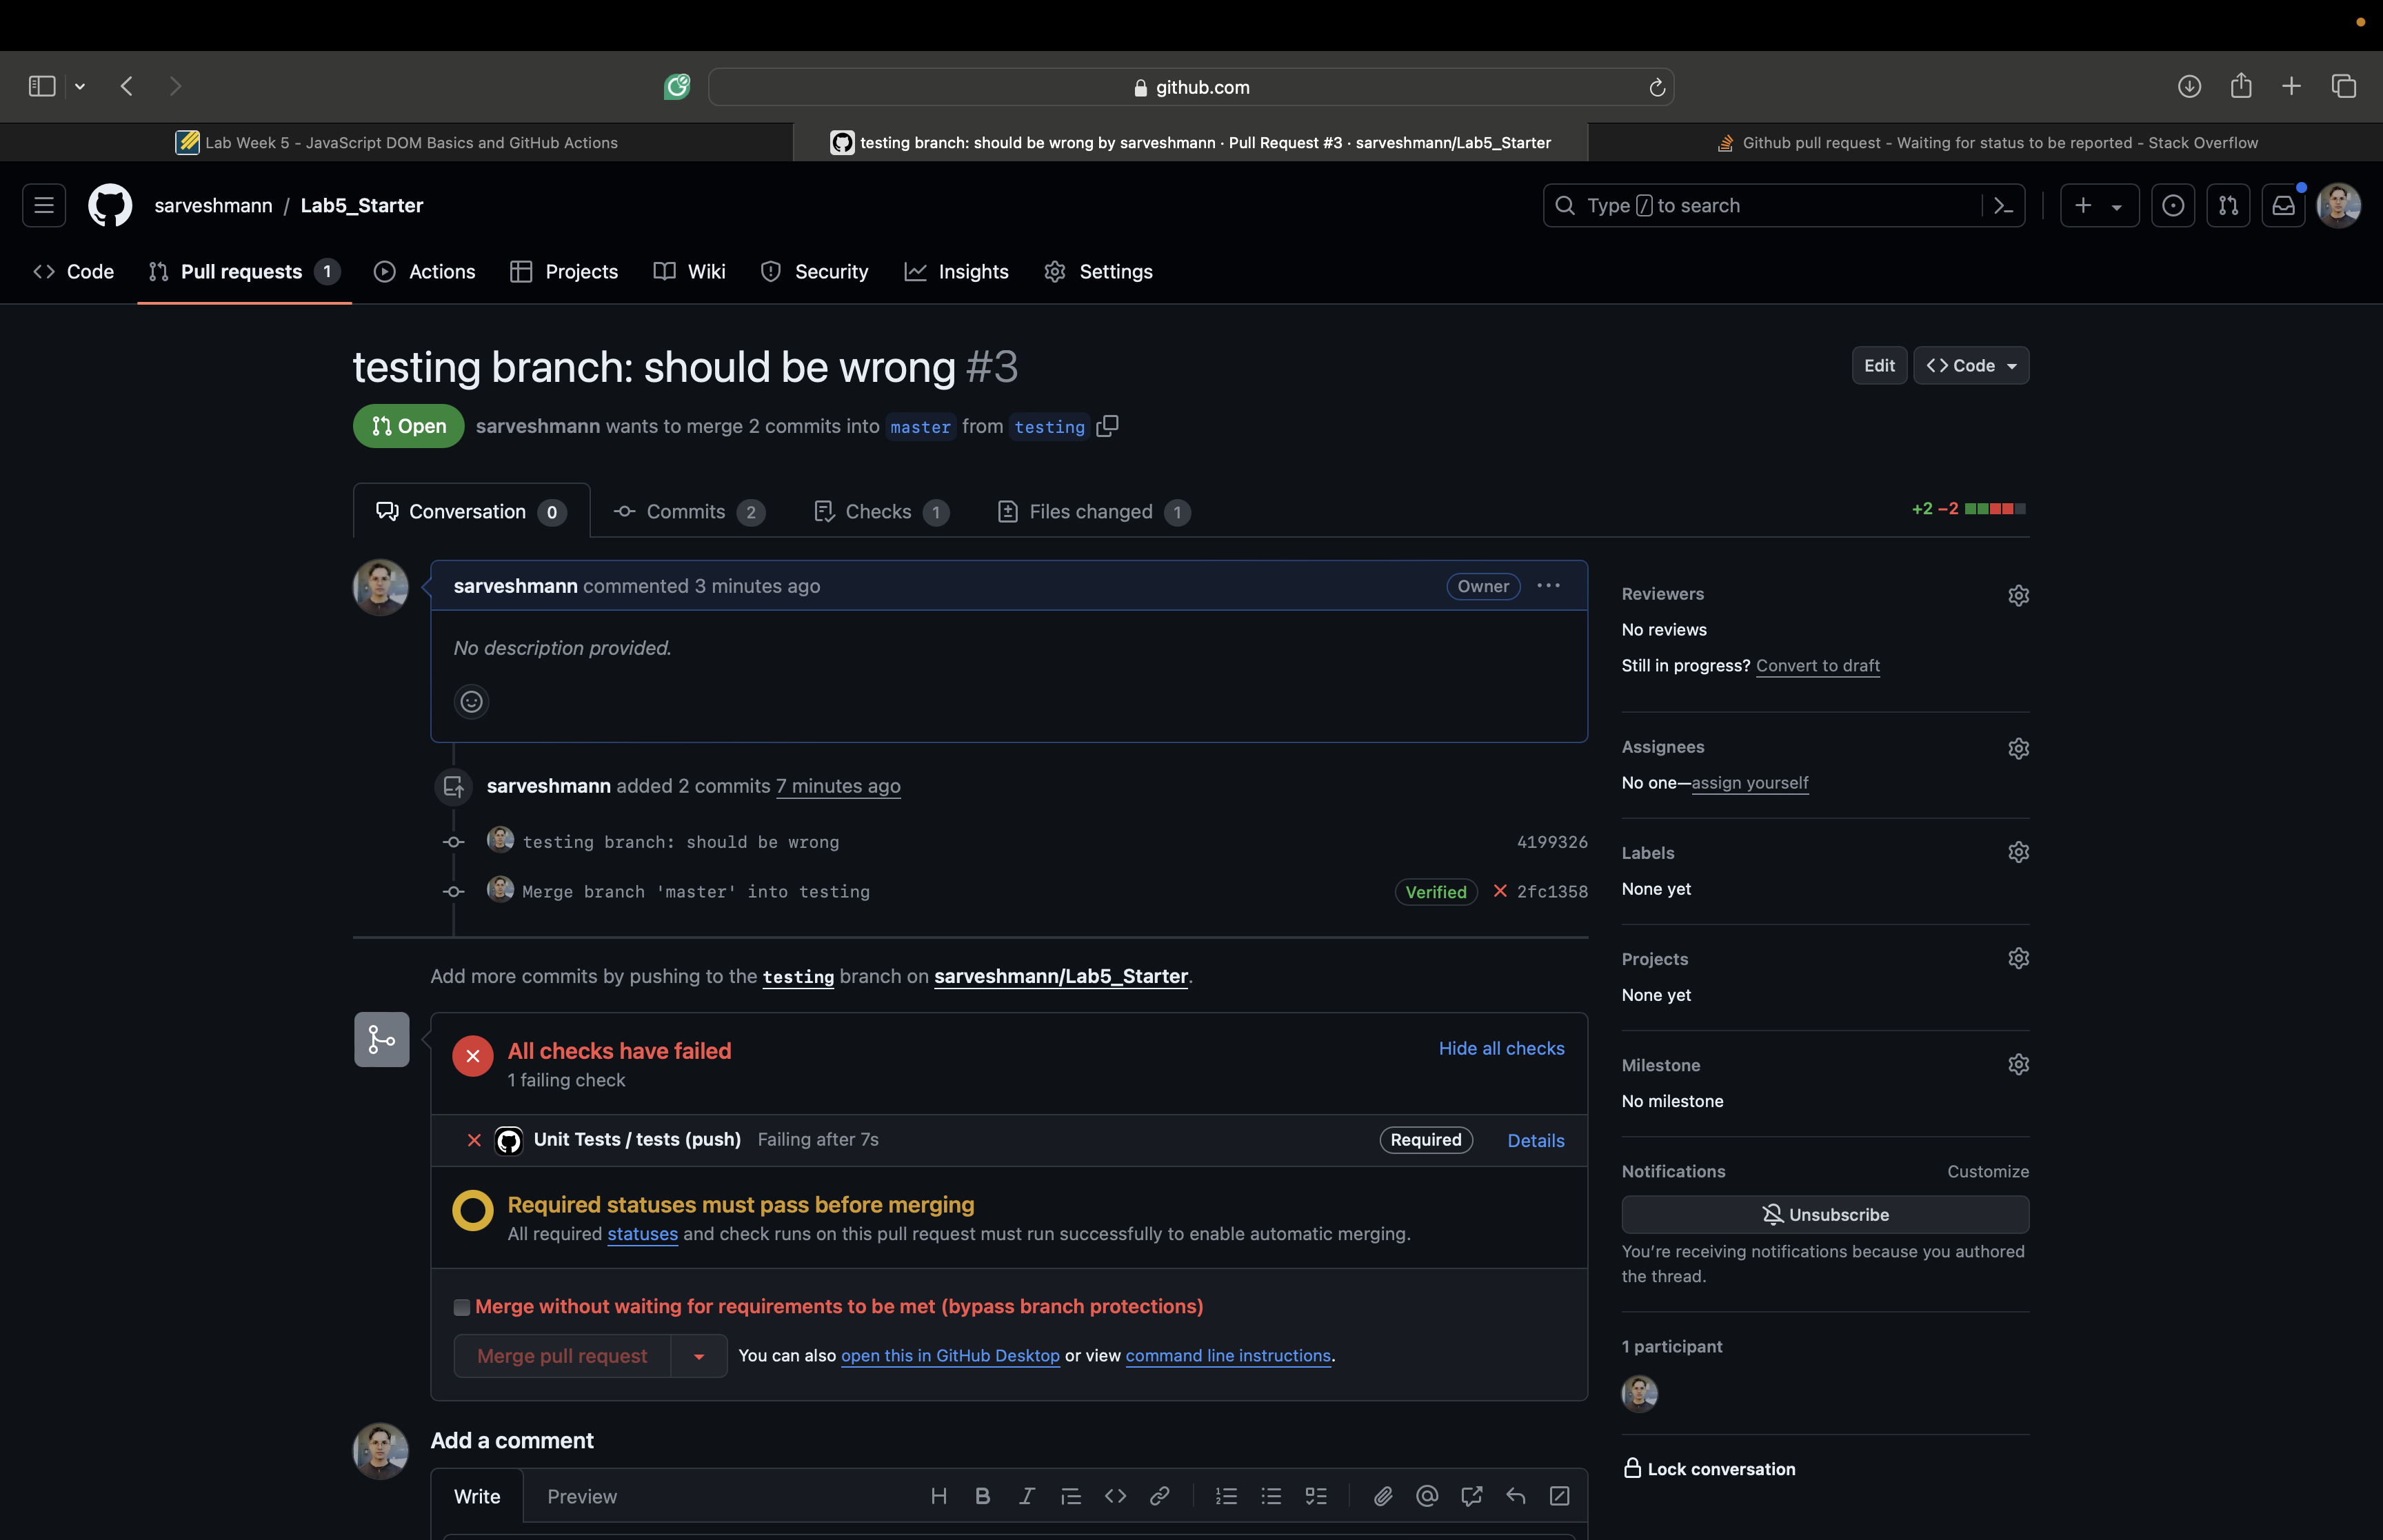 github.com
Lab Week 5 - JavaScript DOM Basics and GitHub Actions
testing branch: should be wrong by sarveshmann · Pull Request #3 · sarveshmann/Lab5_Starter
Github pull request - Waiting for status to be reported - Stack Overflow
sarveshmann / Lab5_Starter
Type / to search
Code
Pull requests 1
Actions
Projects
Wiki
Security
Insights
Settings
testing branch: should be wrong #3
Edit
<> Code
Open
sarveshmann wants to merge 2 commits into master from testing
Conversation 0
Commits 2
Checks 1
Files changed 1
+2 −2
sarveshmann commented 3 minutes ago
Owner
No description provided.
sarveshmann added 2 commits 7 minutes ago
testing branch: should be wrong
4199326
Merge branch 'master' into testing
Verified
2fc1358
Add more commits by pushing to the testing branch on sarveshmann/Lab5_Starter.
All checks have failed
Hide all checks
1 failing check
Unit Tests / tests (push) Failing after 7s
Required
Details
Required statuses must pass before merging
All required statuses and check runs on this pull request must run successfully to enable automatic merging.
Merge without waiting for requirements to be met (bypass branch protections)
Merge pull request
You can also open this in GitHub Desktop or view command line instructions.
Add a comment
Write
Preview
Reviewers
No reviews
Still in progress? Convert to draft
Assignees
No one—assign yourself
Labels
None yet
Projects
None yet
Milestone
No milestone
Notifications
Customize
Unsubscribe
You're receiving notifications because you authored
the thread.
1 participant
Lock conversation